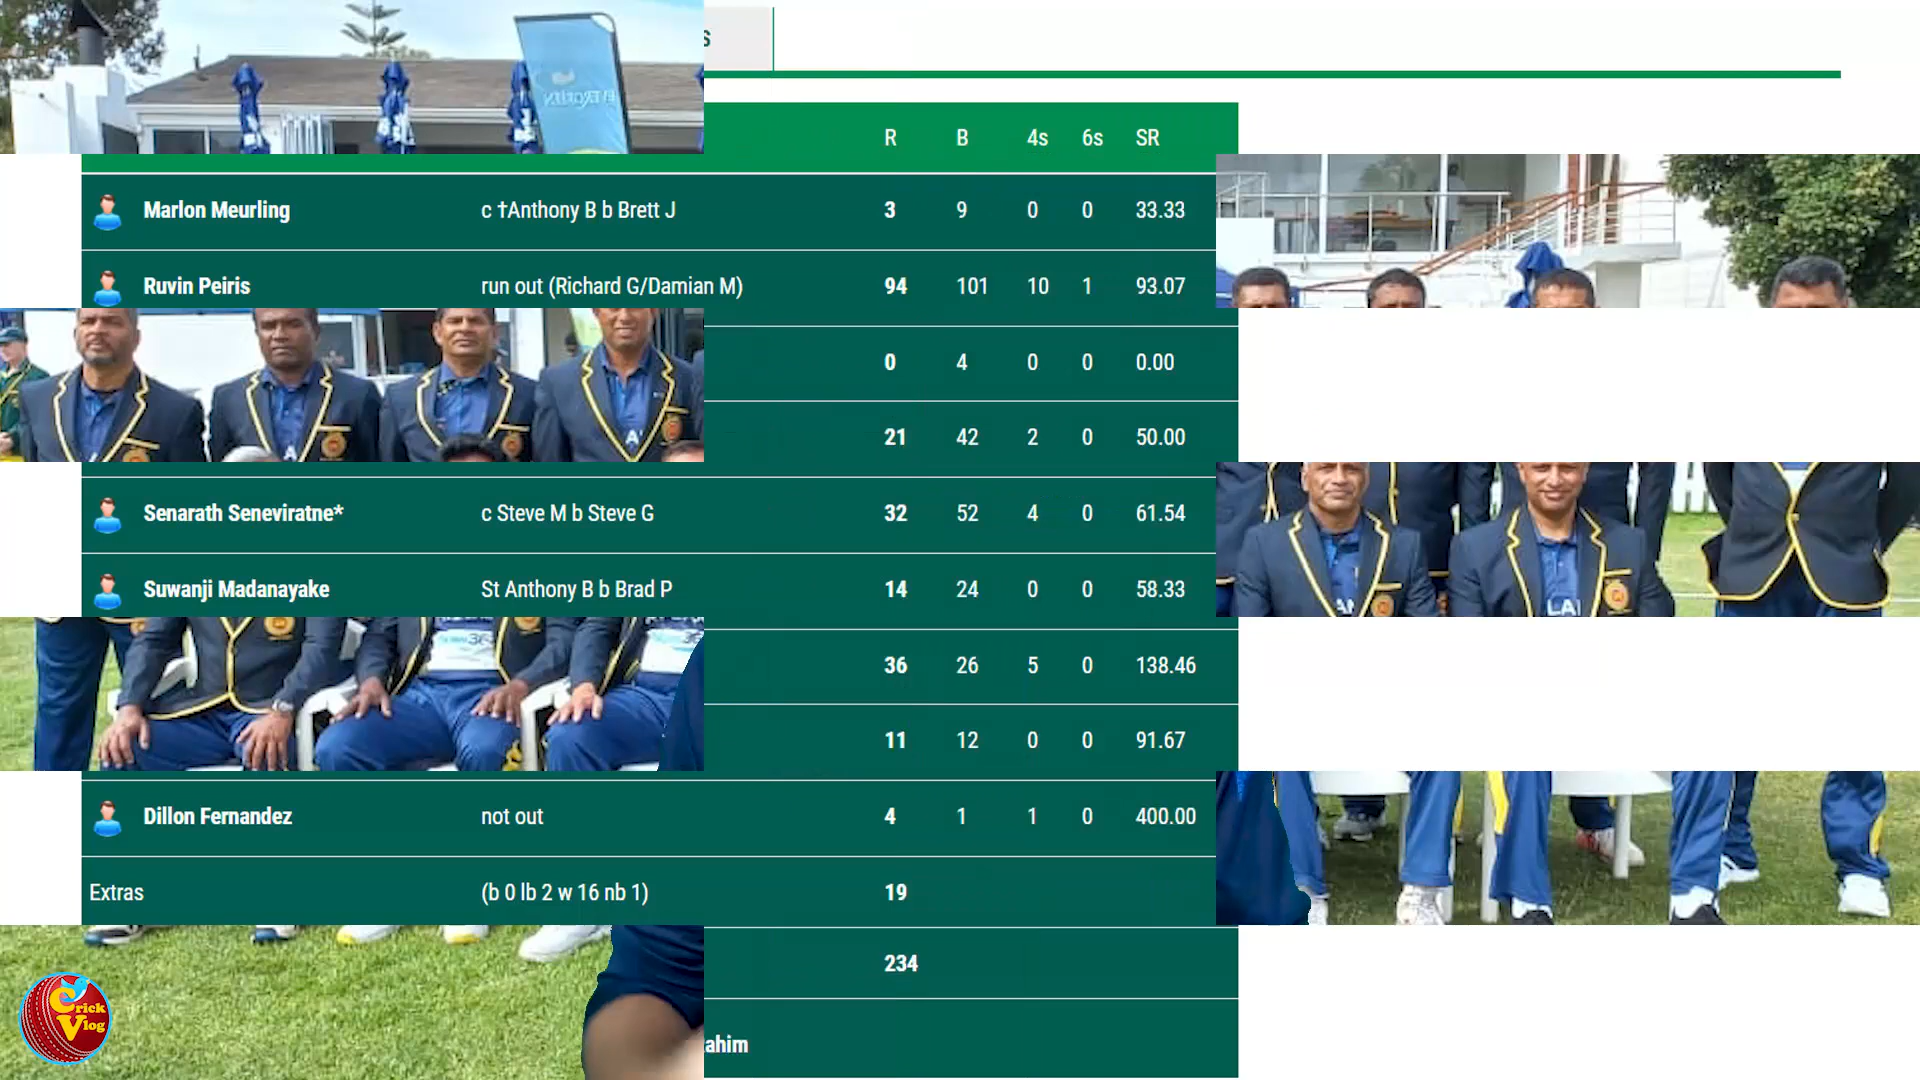 R B 4s 6s SR
Marlon Meurling c †Anthony B b Brett J 3 9 0 0 33.33
Ruvin Peiris run out (Richard G/Damian M) 94 101 10 1 93.07
0 4 0 0 0.00
21 42 2 0 50.00
Senarath Seneviratne* c Steve M b Steve G 32 52 4 0 61.54
Suwanji Madanayake St Anthony B b Brad P 14 24 0 0 58.33
36 26 5 0 138.46
11 12 0 0 91.67
Dillon Fernandez not out 4 1 1 0 400.00
Extras (b 0 lb 2 w 16 nb 1) 19
234
ahim
Crick
Vlog